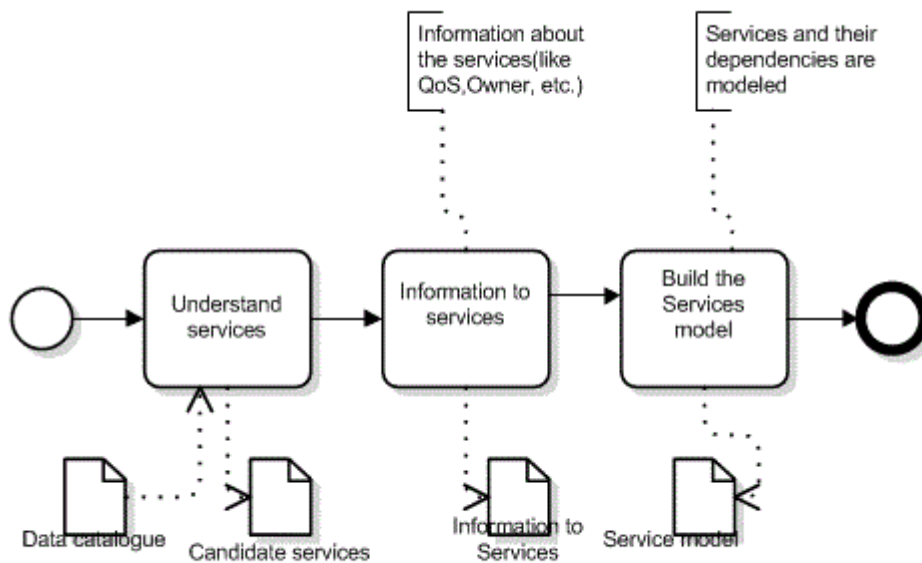 Information about
the services(like
QoS,Owner, etc.)
Services and their
dependencies are
modeled
Understand
services
Information to
services
Build the
Services
model
Data catalogue
Candidate services
Information to
Services
Service model